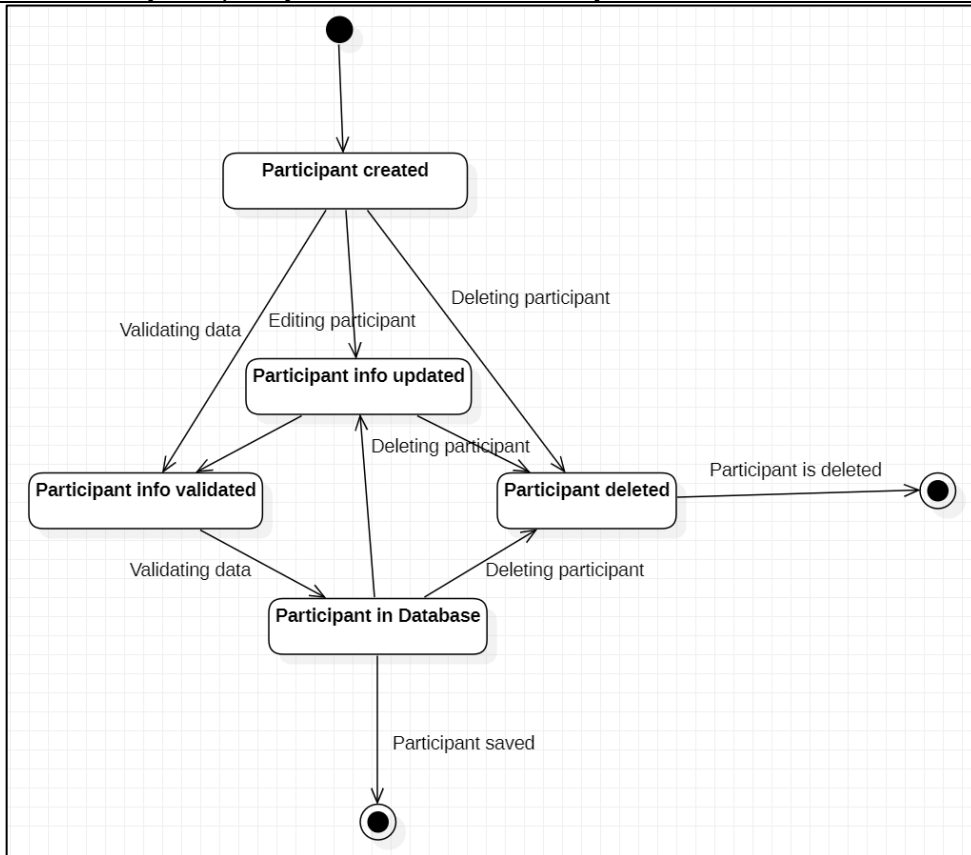 Participant created
Deleting participant
Validating data
Editing participant
Participant info updated
Deleting participant
Participant is deleted
Participant info validated
Participant deleted
Validating data
Deleting participant
Participant in Database
Participant saved